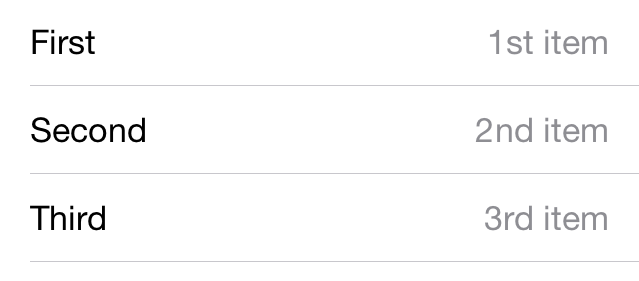 First 1st item
Second 2nd item
Third 3rd item